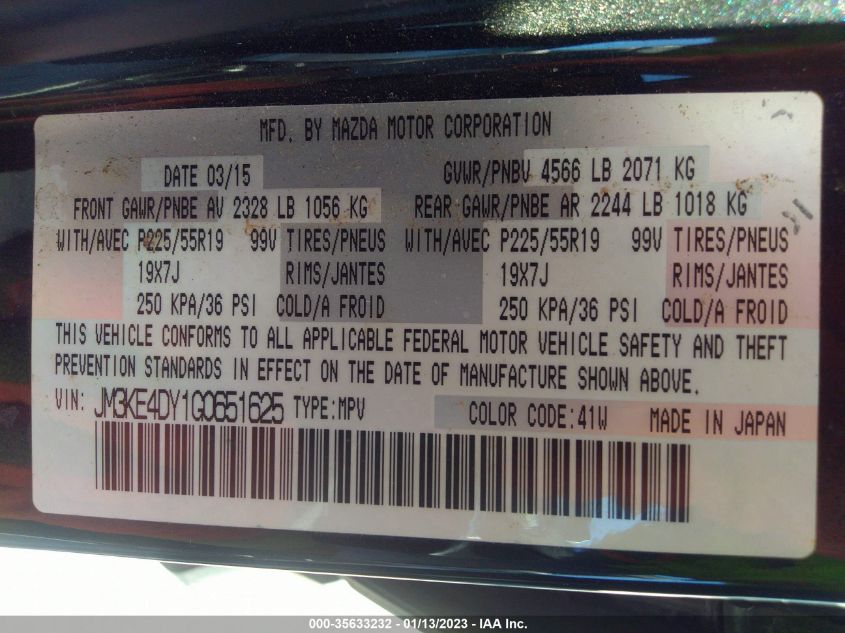 MFD. BY MAZDA MOTOR CORPORATION
DATE 03/15 GVWR/PNBV 4566 LB 2071 KG
FRONT GAWR/PNBE AV 2328 LB 1056 KG REAR GAWR/PNBE AR 2244 LB 1018 KG
WITH/AVEC P225/55R19 99V TIRES/PNEUS WITH/AVEC P225/55R19 99V TIRES/PNEUS
19X7J RIMS/JANTES 19X7J RIMS/JANTES
250 KPA/36 PSI COLD/A FROID 250 KPA/36 PSI COLD/A FROID
THIS VEHICLE CONFORMS TO ALL APPLICABLE FEDERAL MOTOR VEHICLE SAFETY AND THEFT
PREVENTION STANDARDS IN EFFECT ON THE DATE OF MANUFACTURE SHOWN ABOVE.
VIN: JM3KE4DY1G0651625 TYPE:MPV COLOR CODE:41W MADE IN JAPAN
000-35633232 - 01/13/2023 - IAA Inc.